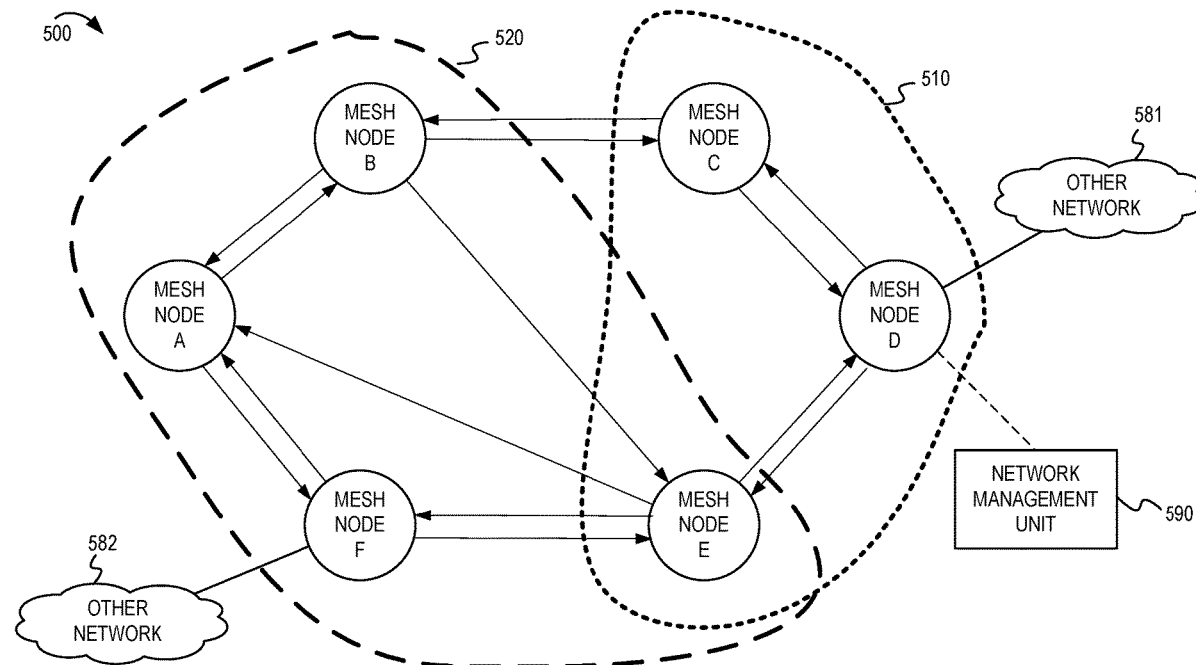 500
520
510
581
MESH
NODE
B
MESH
NODE
C
OTHER
NETWORK
MESH
NODE
A
MESH
NODE
D
MESH
NODE
F
MESH
NODE
E
NETWORK
MANAGEMENT
UNIT
590
582
OTHER
NETWORK